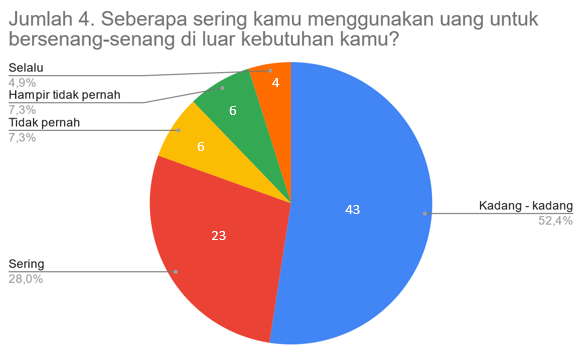 Jumlah 4. Seberapa sering kamu menggunakan uang untuk
bersenang-senang di luar kebutuhan kamu?
Selalu
4,9%
Hampir tidak pernah
7,3%
Tidak pernah
7,3%
Sering
28,0%
Kadang - kadang
52,4%
4
6
6
23
43